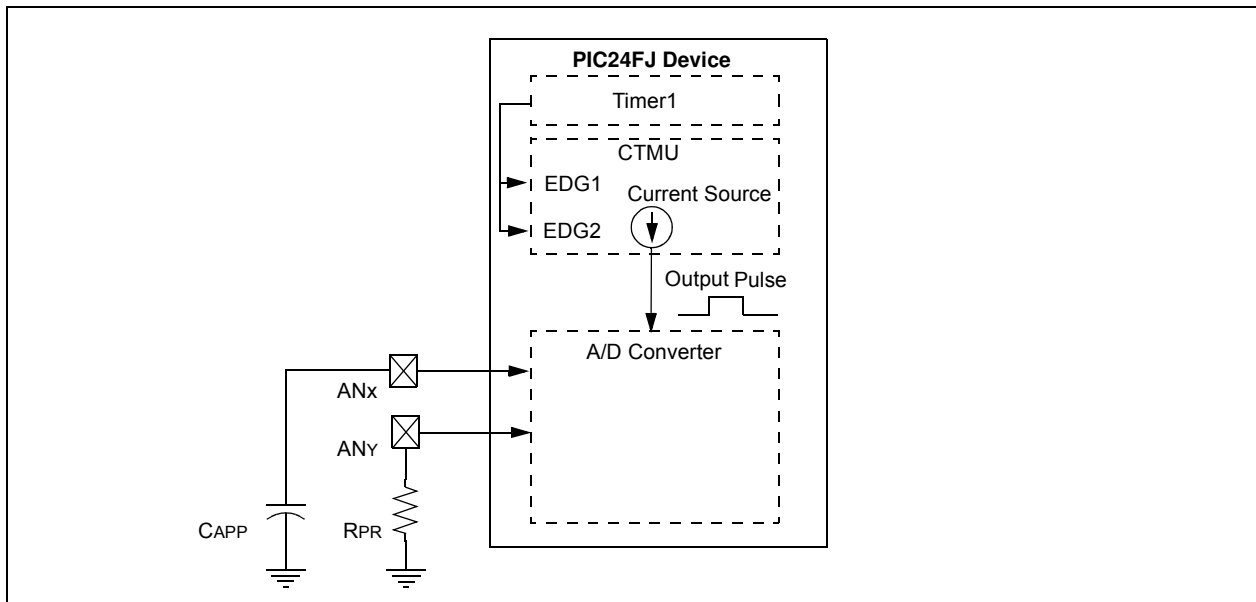 PIC24FJ Device
Timer1
CTMU
EDG1
Current Source
EDG2
Output Pulse
A/D Converter
ANX
ANY
CAPP
RPR